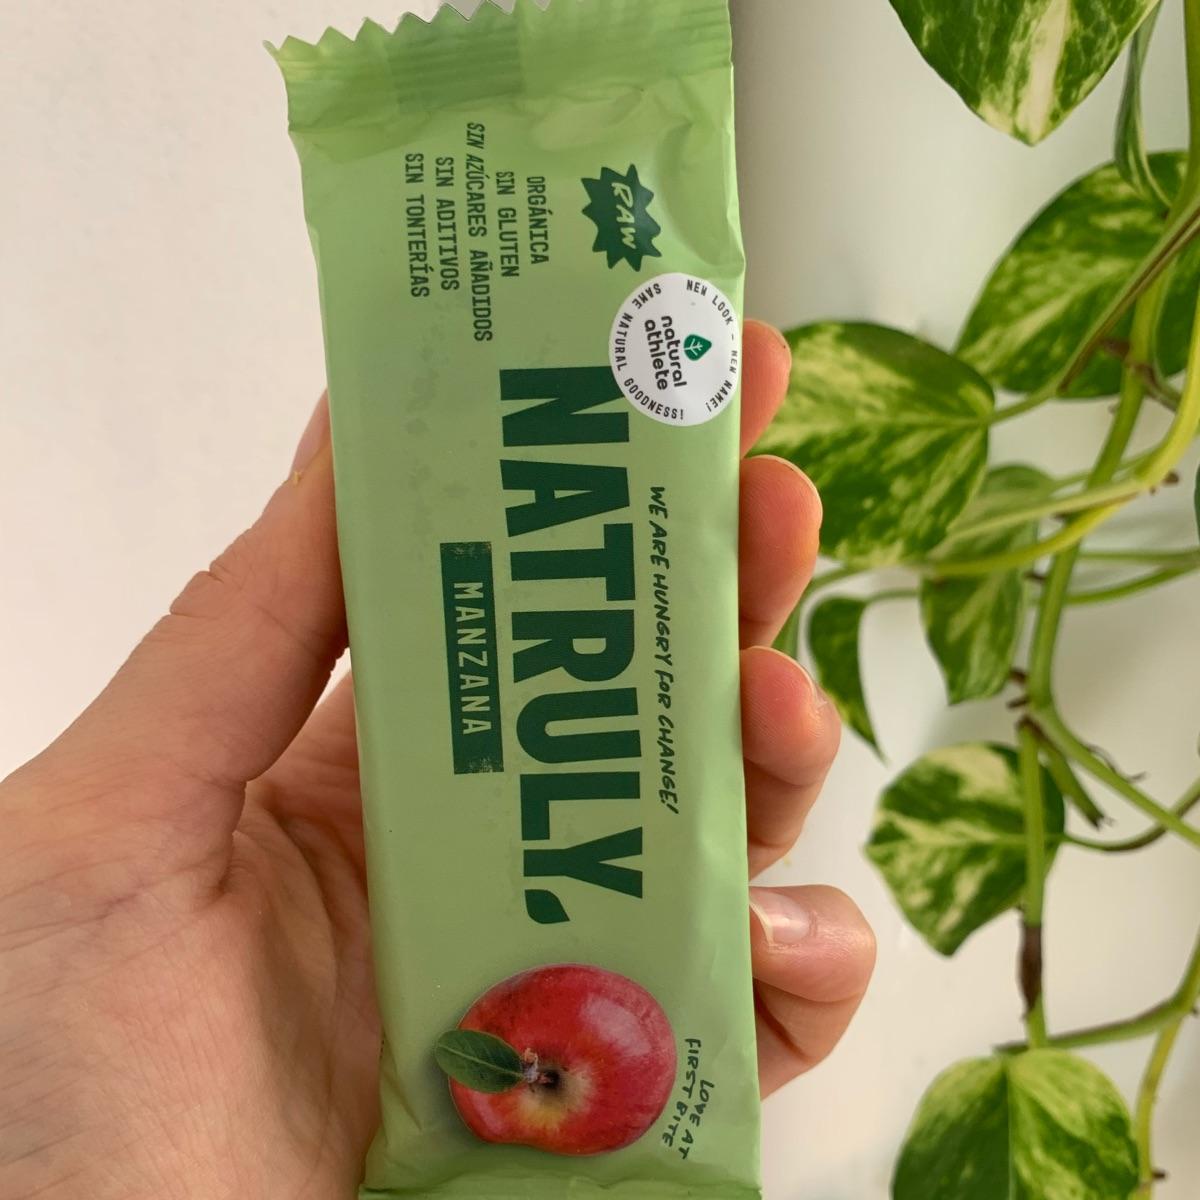 RAW
ORGÁNICA
SIN GLUTEN
SIN AZÚCARES AÑADIDOS
SIN ADITIVOS
SIN TONTERÍAS
NEW LOOK - NEW NAME!
natural
athlete
SAME NATURAL GOODNESS!
WE ARE HUNGRY FOR CHANGE!
NATRULY
MANZANA
LOVE AT
FIRST BITE